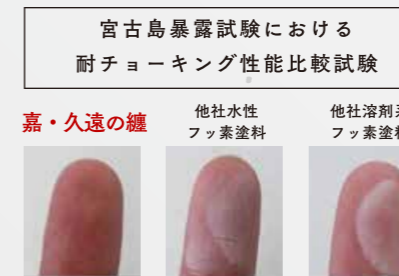 宮古島暴露試験における
耐チョーキング性能比較試験
嘉・久遠の纏
他社水性
フッ素塗料
他社溶剤
フッ素塗